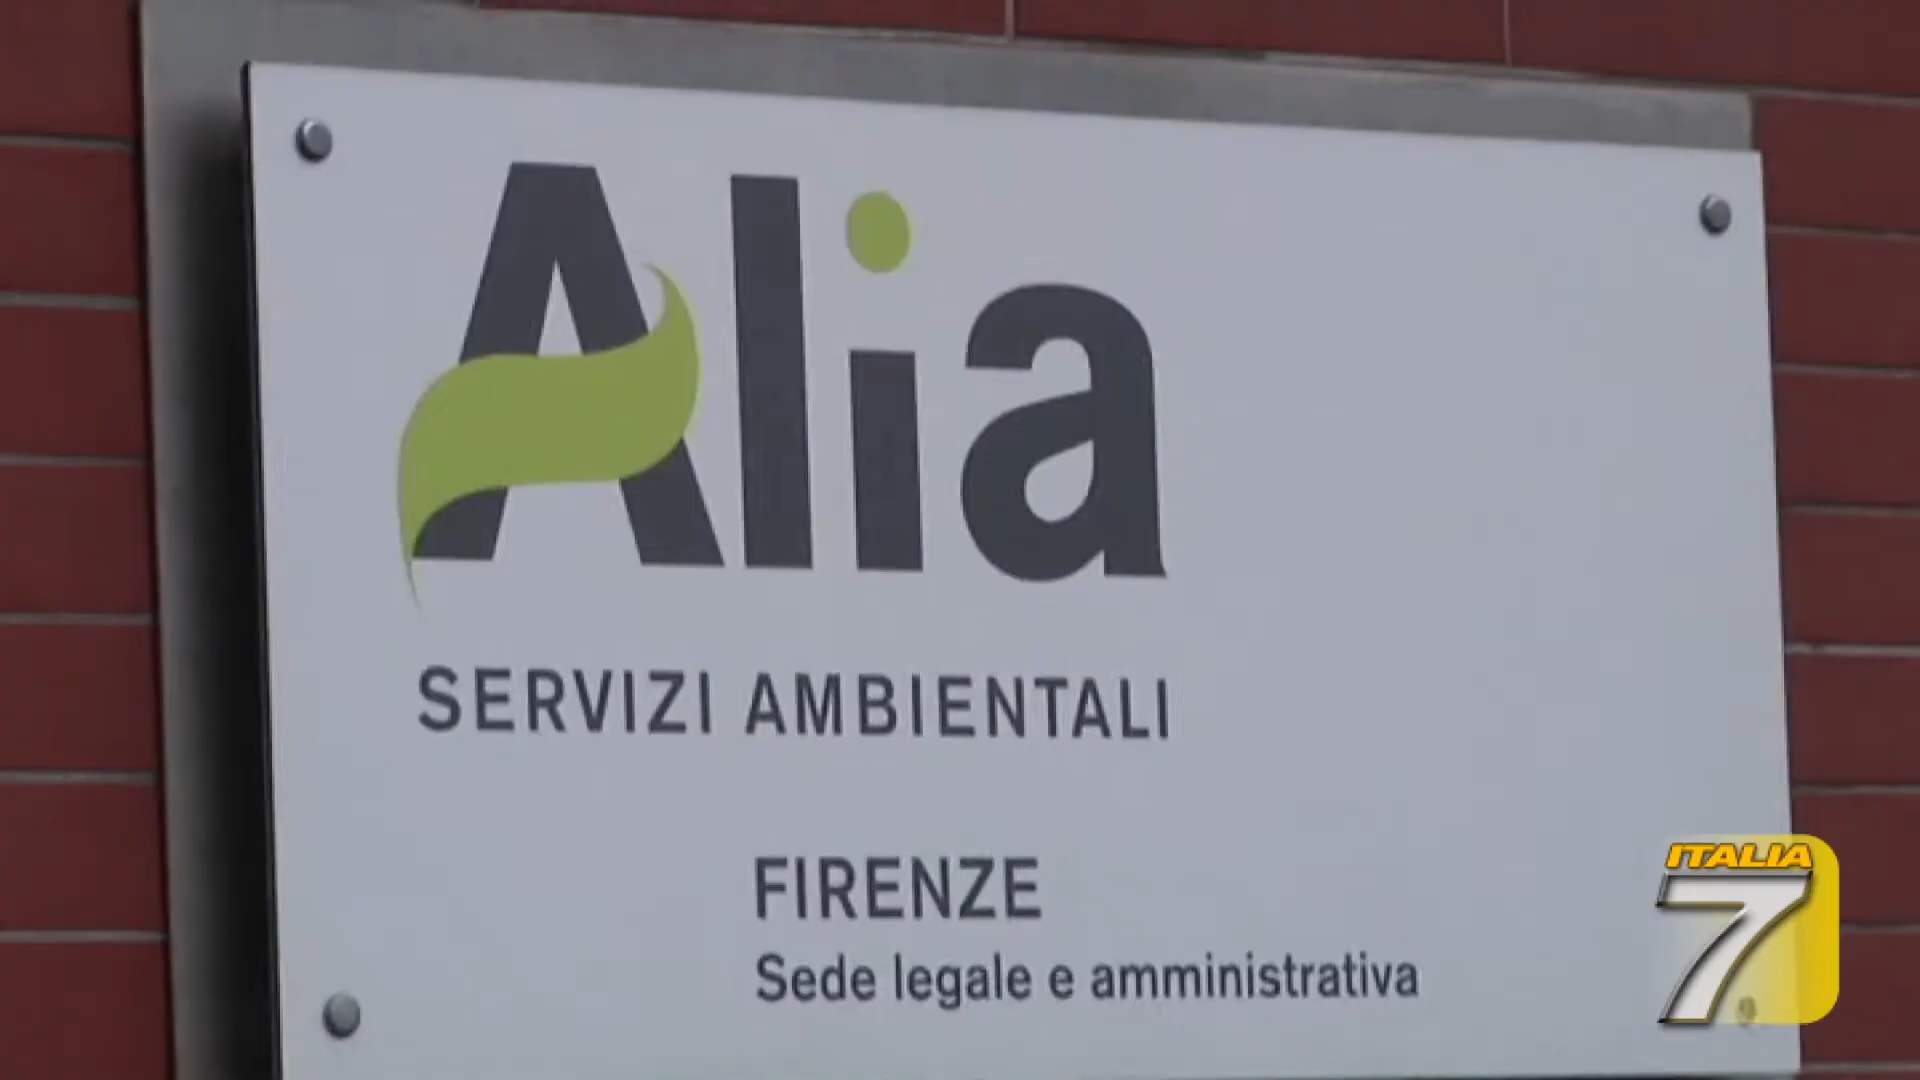 Alia
SERVIZI AMBIENTALI
FIRENZE
Sede legale e amministrativa
ITALIA
7